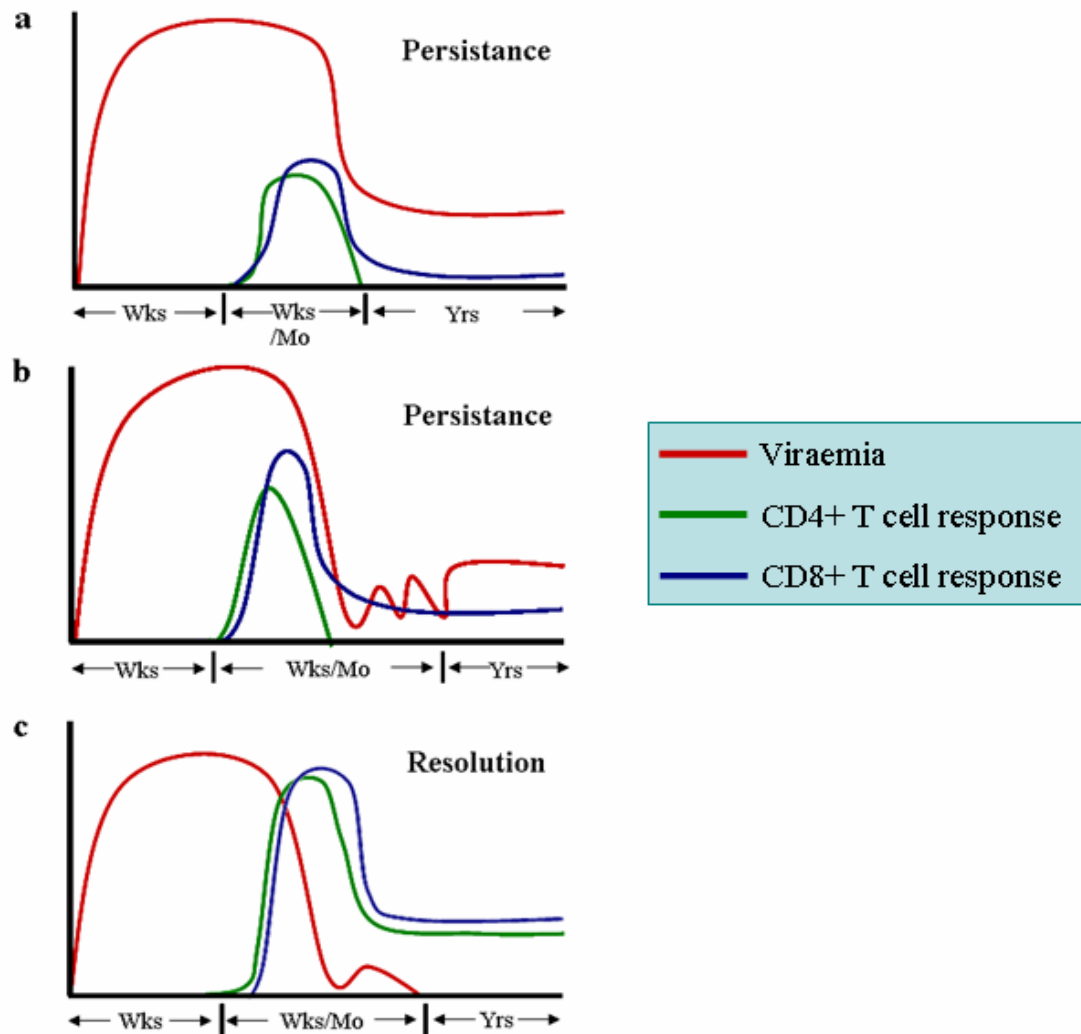 a
Persistance
Wks
Wks
/Mo
Yrs
b
Persistance
Wks
Wks/Mo
Yrs
Viraemia
CD4+ T cell response
CD8+ T cell response
c
Resolution
Wks
Wks/Mo
Yrs